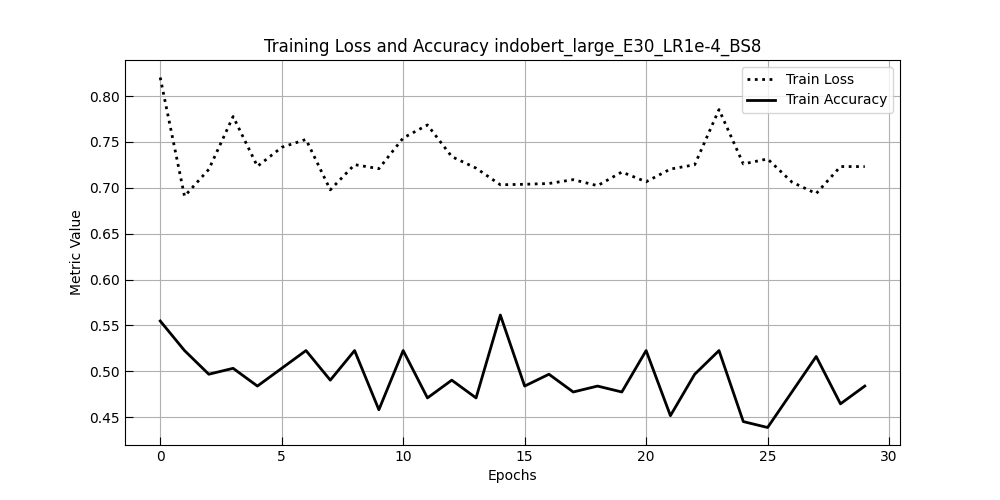 Training Loss and Accuracy indobert_large_E30_LR1e-4_BS8
Train Loss
Train Accuracy
Metric Value
0.80
0.75
0.70
0.65
0.60
0.55
0.50
0.45
0 5 10 15 20 25 30
Epochs